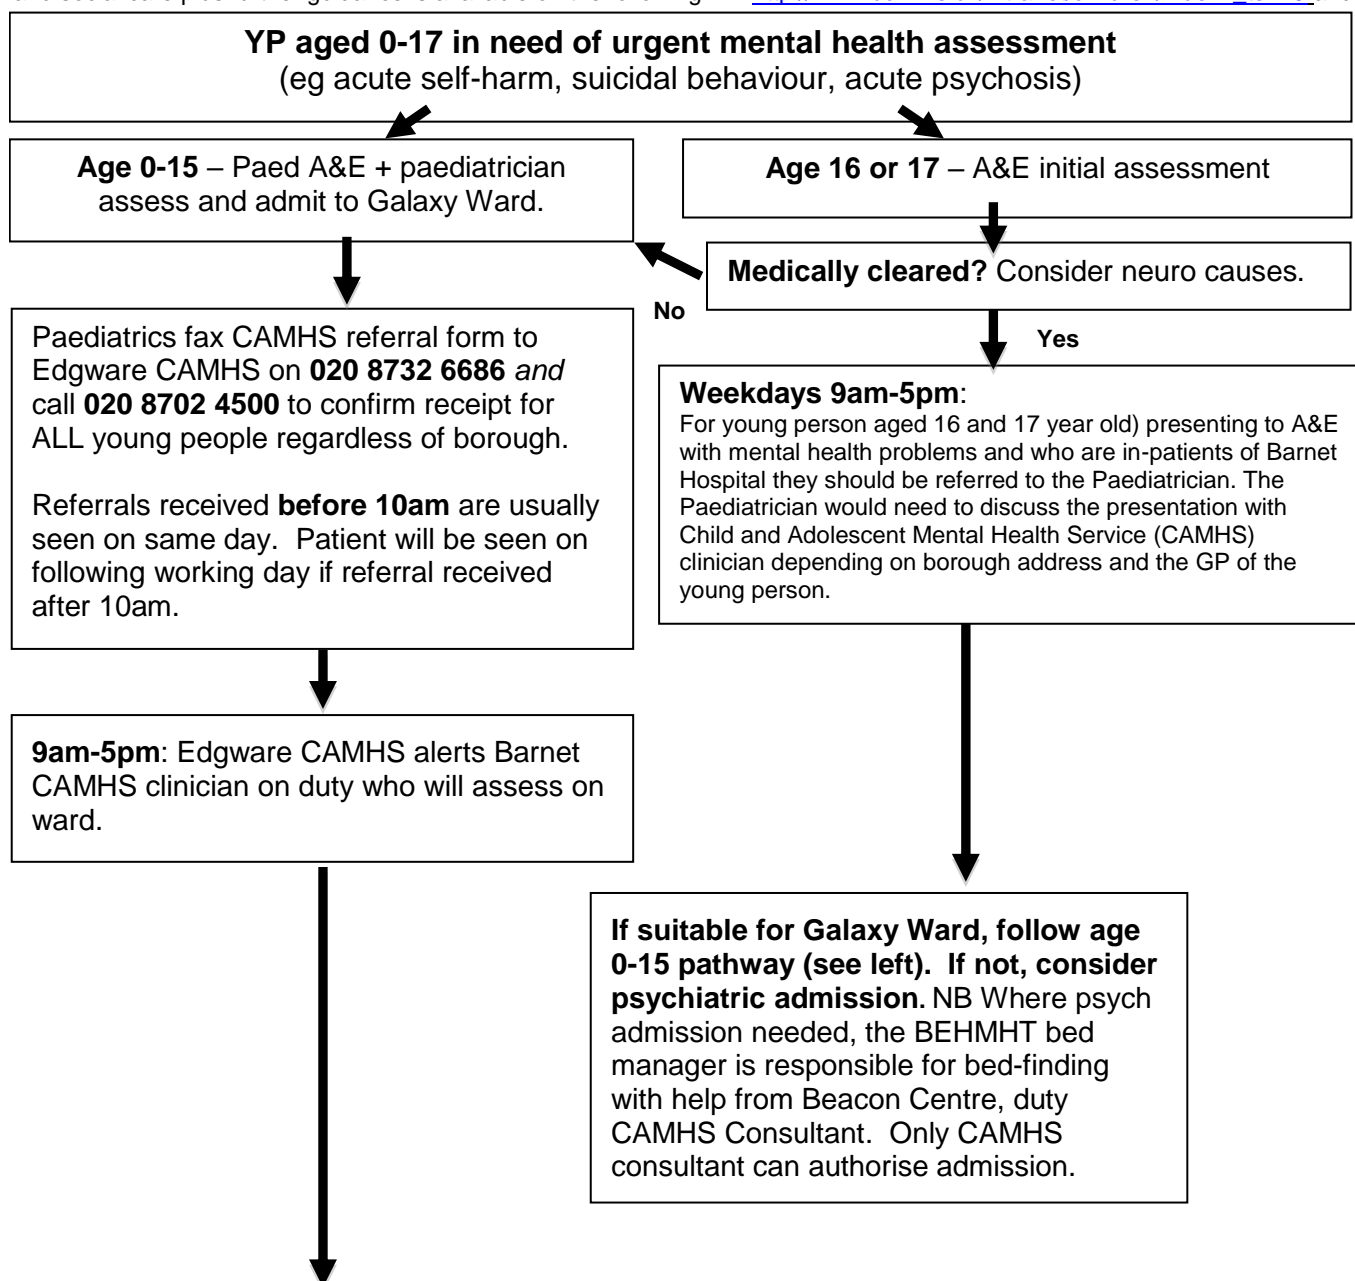 YP aged 0-17 in need of urgent mental health assessment
(eg acute self-harm, suicidal behaviour, acute psychosis)
Age 0-15 – Paed A&E + paediatrician
assess and admit to Galaxy Ward.
Age 16 or 17 – A&E initial assessment
Medically cleared? Consider neuro causes.
No
Yes
Paediatrics fax CAMHS referral form to
Edgware CAMHS on 020 8732 6686 and
call 020 8702 4500 to confirm receipt for
ALL young people regardless of borough.
Referrals received before 10am are usually
seen on same day. Patient will be seen on
following working day if referral received
after 10am.
Weekdays 9am-5pm:
For young person aged 16 and 17 year old) presenting to A&E
with mental health problems and who are in-patients of Barnet
Hospital they should be referred to the Paediatrician. The
Paediatrician would need to discuss the presentation with
Child and Adolescent Mental Health Service (CAMHS)
clinician depending on borough address and the GP of the
young person.
9am-5pm: Edgware CAMHS alerts Barnet
CAMHS clinician on duty who will assess on
ward.
If suitable for Galaxy Ward, follow age
0-15 pathway (see left). If not, consider
psychiatric admission. NB Where psych
admission needed, the BEHMHT bed
manager is responsible for bed-finding
with help from Beacon Centre, duty
CAMHS Consultant. Only CAMHS
consultant can authorise admission.